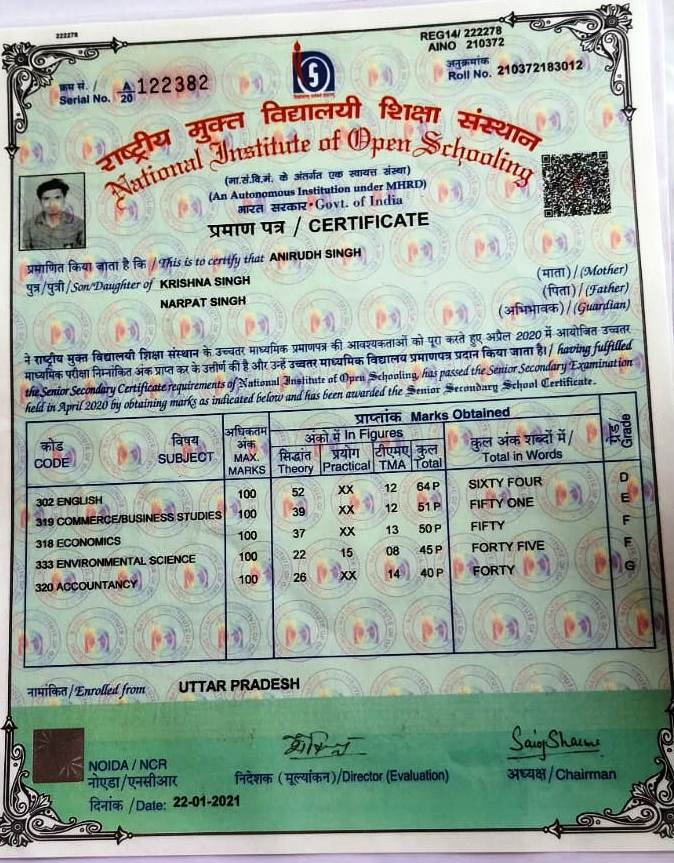 222278
REG14/ 222278
AINO 210372
क्रम सं. /
Serial No. A/20 122382
अनुक्रमांक
Roll No. 210372183012
राष्ट्रीय मुक्त विद्यालयी शिक्षा संस्थान
National Institute of Open Schooling
(मा.सं.वि.मं. के अंतर्गत एक स्वायत्त संस्था)
(An Autonomous Institution under MHRD)
भारत सरकार • Govt. of India
प्रमाण पत्र / CERTIFICATE
प्रमाणित किया जाता है कि / This is to certify that ANIRUDH SINGH
पुत्र/पुत्री/Son/Daughter of KRISHNA SINGH (माता)/(Mother)
NARPAT SINGH (पिता)/(Father)
(अभिभावक)/(Guardian)
ने राष्ट्रीय मुक्त विद्यालयी शिक्षा संस्थान के उच्चतर माध्यमिक प्रमाणपत्र की आवश्यकताओं को पूरा करते हुए अप्रैल 2020 में आयोजित उच्चतर
माध्यमिक परीक्षा निम्नांकित अंक प्राप्त कर के उत्तीर्ण की है और उन्हें उच्चतर माध्यमिक विद्यालय प्रमाणपत्र प्रदान किया जाता है। / having fulfilled
the Senior Secondary Certificate requirements of National Institute of Open Schooling, has passed the Senior Secondary Examination
held in April 2020 by obtaining marks as indicated below and has been awarded the Senior Secondary School Certificate.
कोड CODE विषय SUBJECT अधिकतम अंक MAX. MARKS प्राप्तांक Marks Obtained ग्रेड/Grade
अंको में In Figures कुल अंक शब्दों में / Total in Words
सिद्धांत Theory प्रयोग Practical टीएमए TMA कुल Total
302 ENGLISH 100 52 XX 12 64 P SIXTY FOUR D
319 COMMERCE/BUSINESS STUDIES 100 39 XX 12 51 P FIFTY ONE E
318 ECONOMICS 100 37 XX 13 50 P FIFTY F
333 ENVIRONMENTAL SCIENCE 100 22 15 08 45 P FORTY FIVE F
320 ACCOUNTANCY 100 26 XX 14 40 P FORTY G
नामांकित / Enrolled from UTTAR PRADESH
NOIDA / NCR
नोएडा/एनसीआर
निदेशक (मूल्यांकन)/Director (Evaluation)
अध्यक्ष / Chairman
दिनांक /Date: 22-01-2021